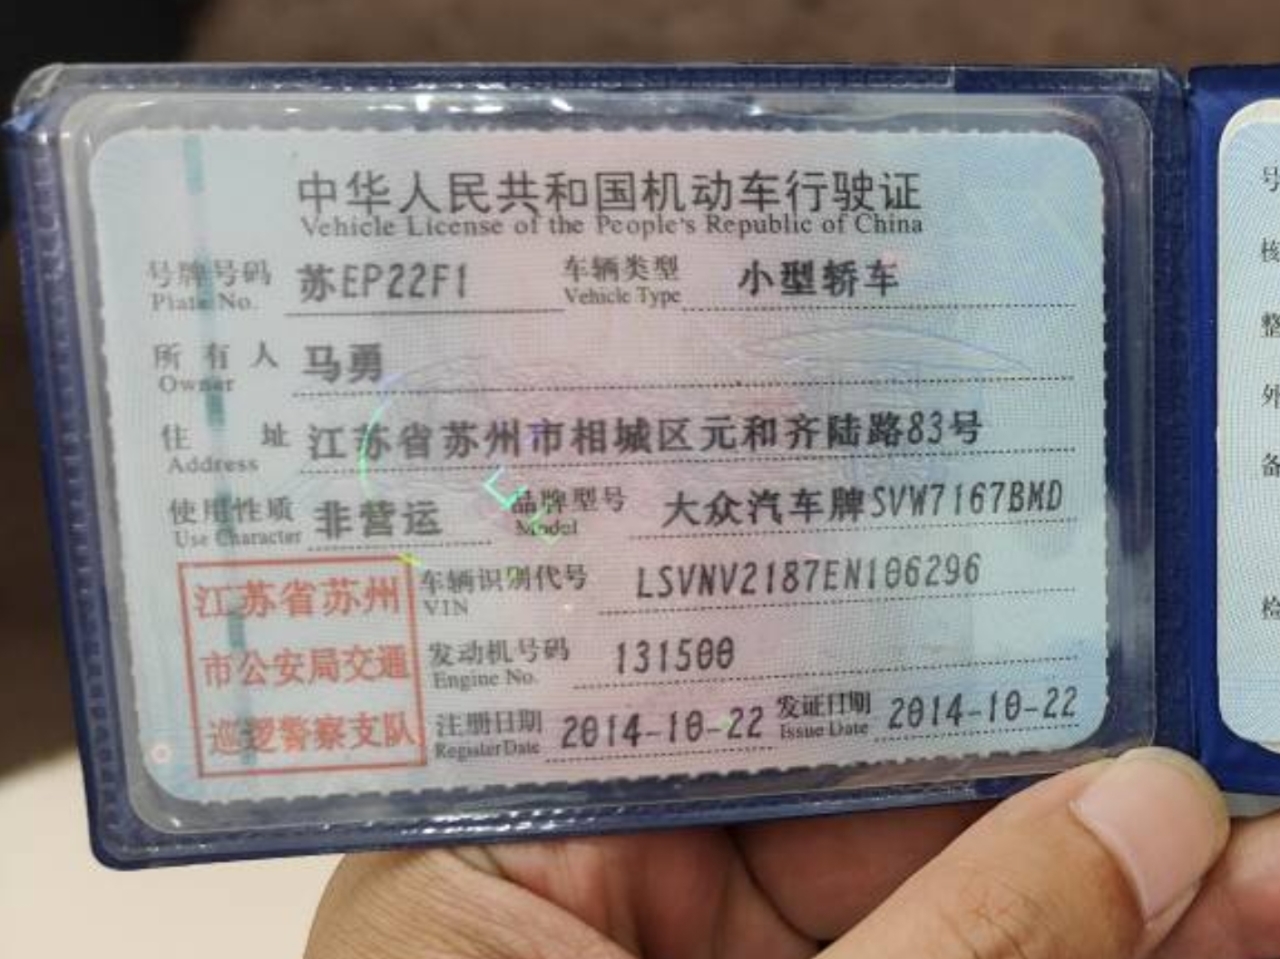 中华人民共和国机动车行驶证
Vehicle License of the People's Republic of China
号牌号码 苏EP22F1 车辆类型 小型轿车
Plate No. Vehicle Type
所有人 马勇
Owner
住址 江苏省苏州市相城区元和齐陆路83号
Address
使用性质 非营运 品牌型号 大众汽车牌SVW7167BMD
Use Character Model
车辆识别代号 LSVNV2187EN106296
VIN
发动机号码 131500
Engine No.
注册日期 2014-10-22 发证日期 2014-10-22
Register Date Issue Date
江苏省苏州
市公安局交通
巡逻警察支队
号
核
整
外
备
检